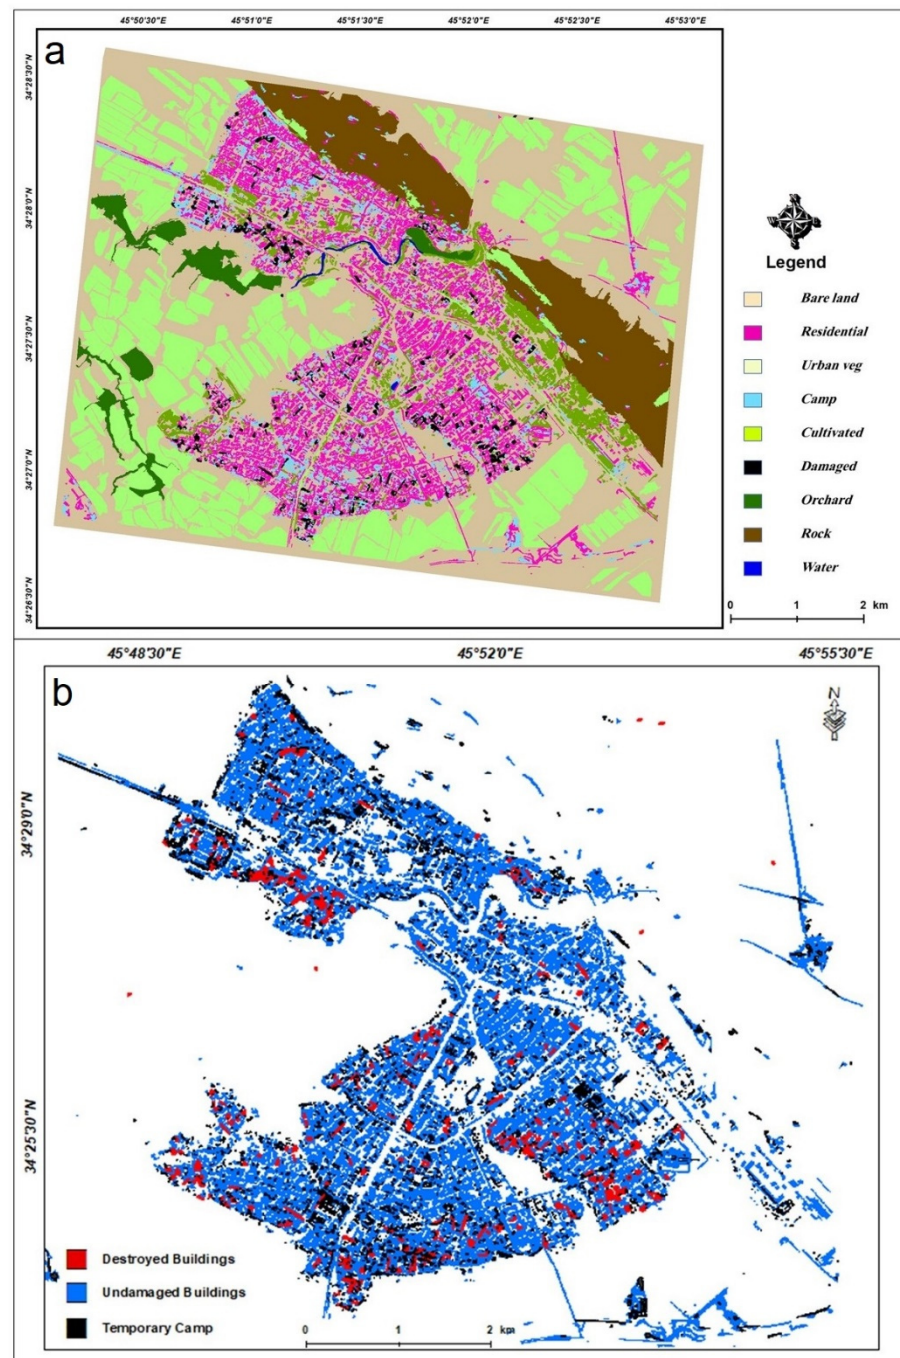 45°50'30"E 45°51'0"E 45°51'30"E 45°52'0"E 45°52'30"E 45°53'0"E
a
34°28'30"N
34°28'0"N
34°27'30"N
34°27'0"N
34°26'30"N
Legend
Bare land
Residential
Urban veg
Camp
Cultivated
Damaged
Orchard
Rock
Water
0 1 2 km
45°48'30"E 45°52'0"E 45°55'30"E
b
N
34°29'0"N
34°25'30"N
Destroyed Buildings
Undamaged Buildings
Temporary Camp
0 1 2 km